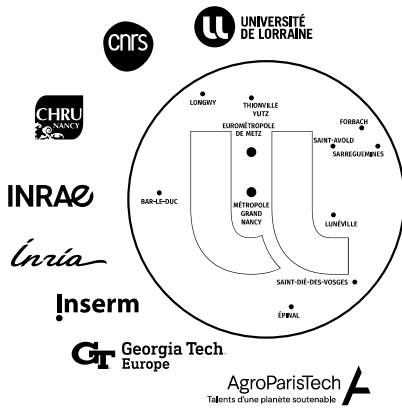 cnrs
UNIVERSITÉ
DE LORRAINE
CHRU
NANCY
LONGWY
THIONVILLE
YUTZ
EUROMÉTROPOLE
DE METZ
FORBACH
SAINT-AVOLD
SARREGUEMINES
INRAE
BAR-LE-DUC
MÉTROPOLE
GRAND
NANCY
LUNÉVILLE
Inría
SAINT-DIÉ-DES-VOSGES
Inserm
ÉPINAL
GT Georgia Tech
Europe
AgroParisTech
Talents d'une planète soutenable